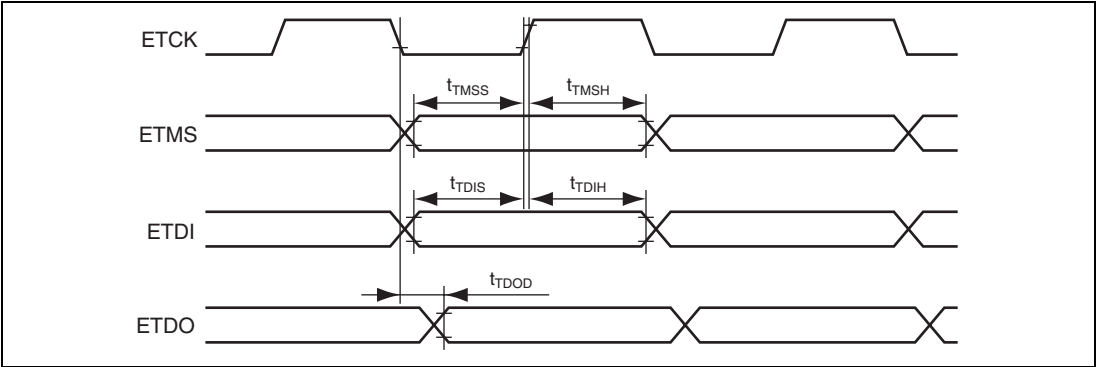 ETCK
tTMSS tTMSH
ETMS
tTDIS tTDIH
ETDI
tTDOD
ETDO